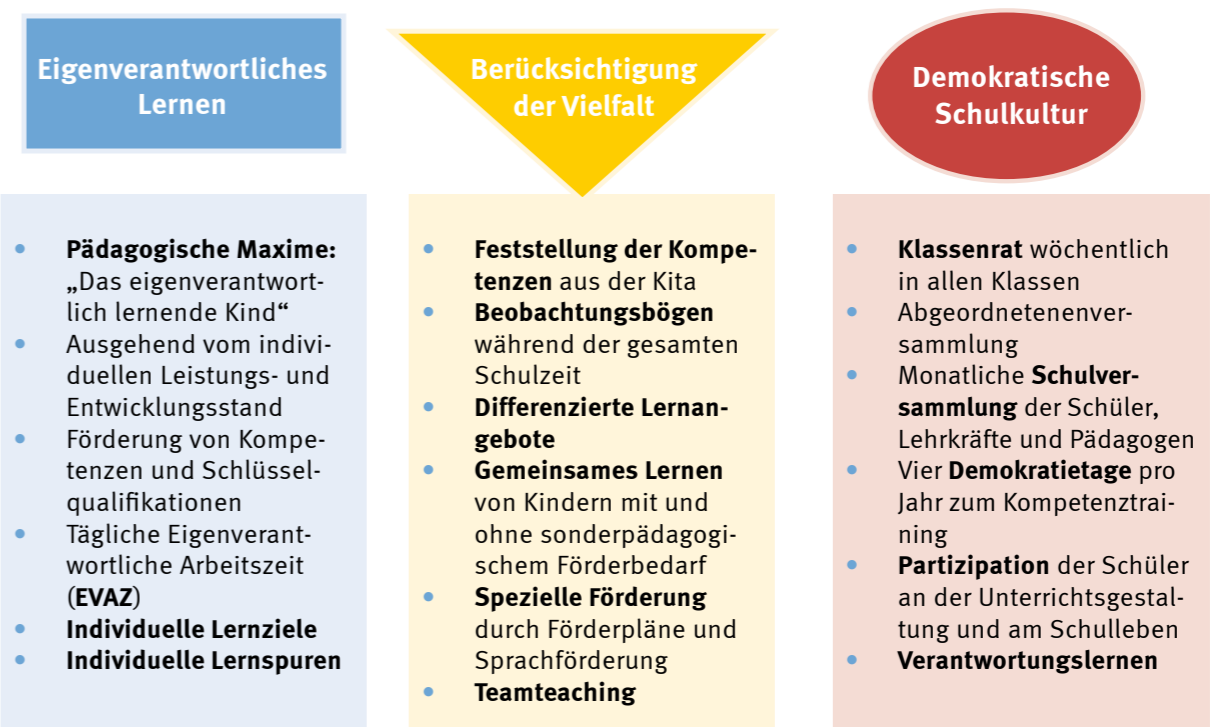 Eigenverantwortliches
Lernen
• Pädagogische Maxime:
„Das eigenverantwort-
lich lernende Kind“
• Ausgehend vom indivi-
duellen Leistungs- und
Entwicklungsstand
• Förderung von Kompe-
tenzen und Schlüssel-
qualifikationen
• Tägliche Eigenverant-
wortliche Arbeitszeit
(EVAZ)
• Individuelle Lernziele
• Individuelle Lernspuren
Berücksichtigung
der Vielfalt
• Feststellung der Kompe-
tenzen aus der Kita
• Beobachtungsbögen
während der gesamten
Schulzeit
• Differenzierte Lernan-
gebote
• Gemeinsames Lernen
von Kindern mit und
ohne sonderpädagogi-
schem Förderbedarf
• Spezielle Förderung
durch Förderpläne und
Sprachförderung
• Teamteaching
Demokratische
Schulkultur
• Klassenrat wöchentlich
in allen Klassen
• Abgeordnetenenver-
sammlung
• Monatliche Schulver-
sammlung der Schüler,
Lehrkräfte und Pädagogen
• Vier Demokratietage pro
Jahr zum Kompetenztrai-
ning
• Partizipation der Schüler
an der Unterrichtsgestal-
tung und am Schulleben
• Verantwortungslernen